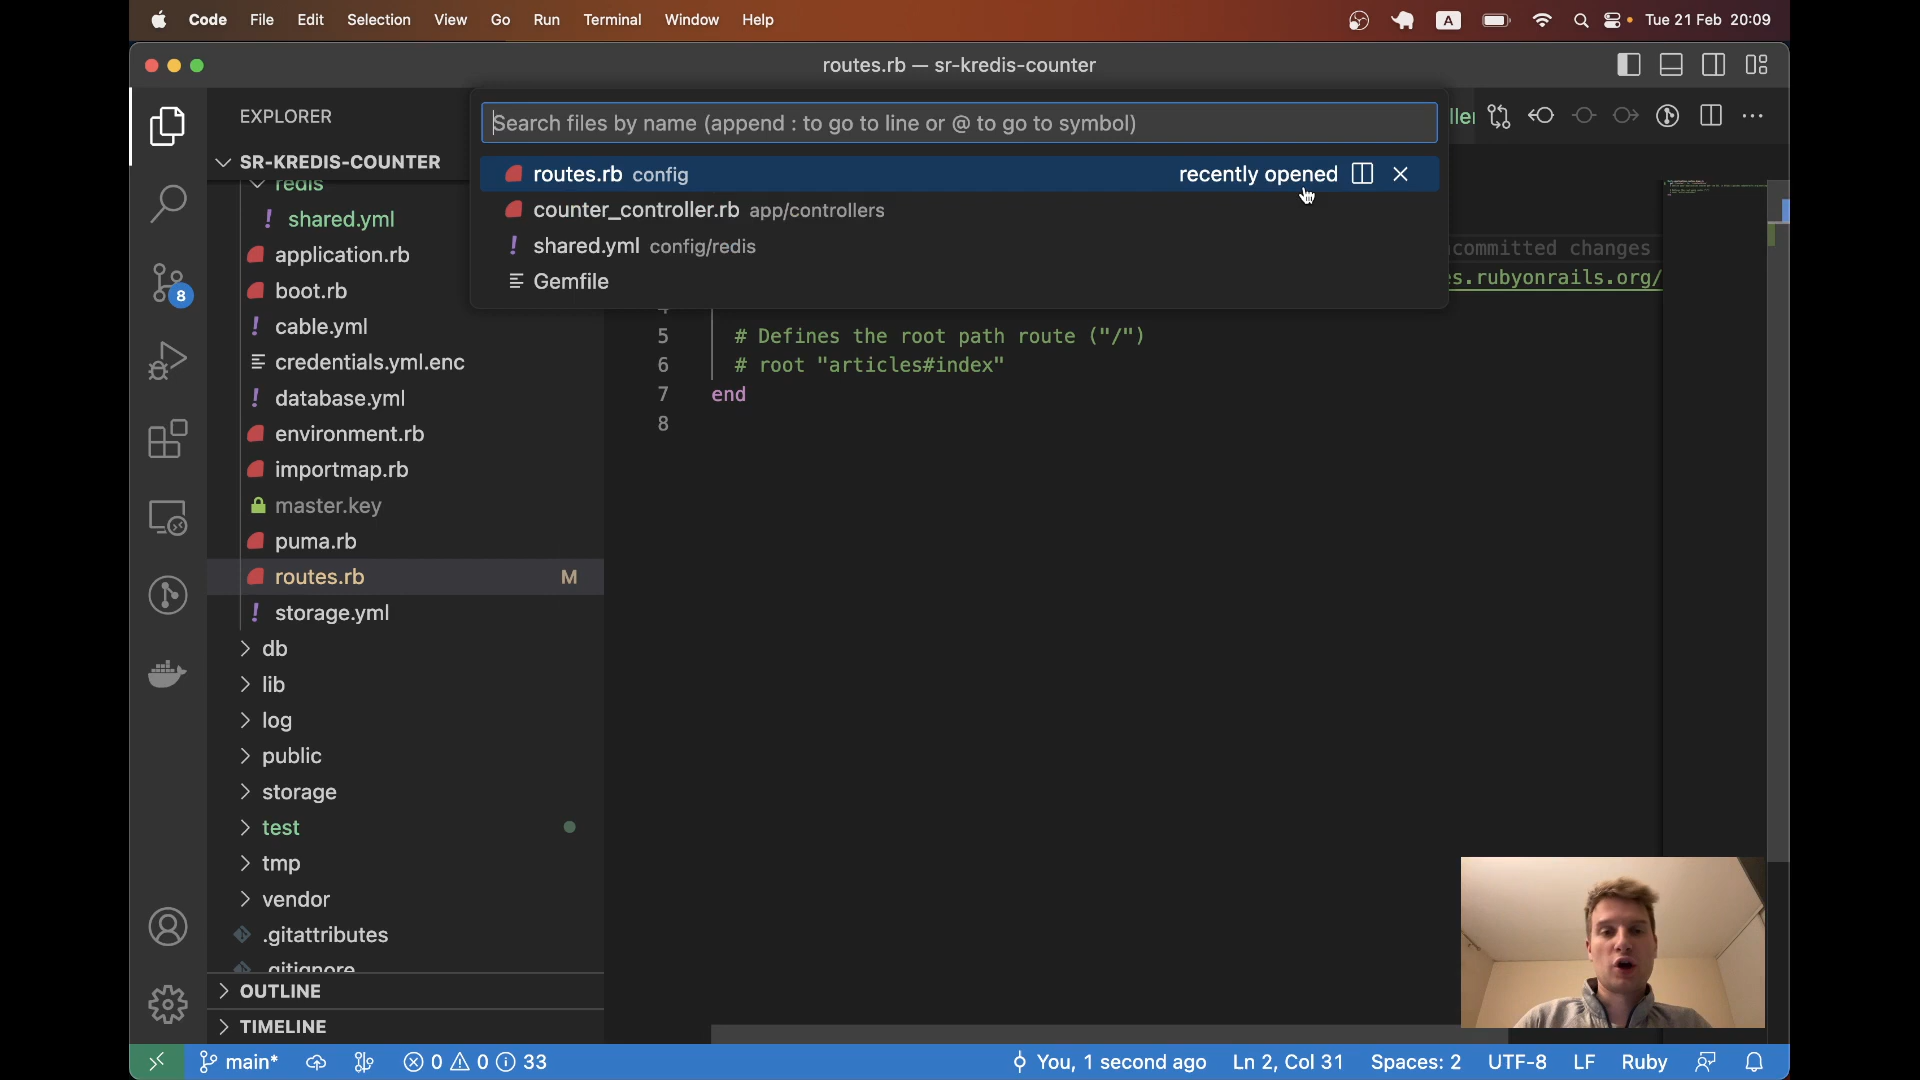 Code File Edit Selection View Go Run Terminal Window Help A Tue 21 Feb 20:09
routes.rb — sr-kredis-counter
EXPLORER
Search files by name (append : to go to line or @ to go to symbol)
ller
SR-KREDIS-COUNTER
redis
shared.yml
application.rb
boot.rb
8
cable.yml
credentials.yml.enc
database.yml
environment.rb
importmap.rb
master.key
puma.rb
routes.rb M
storage.yml
db
lib
log
public
storage
test
tmp
vendor
.gitattributes
.gitignore
OUTLINE
TIMELINE
routes.rb config recently opened
counter_controller.rb app/controllers
shared.yml config/redis
Gemfile
committed changes
es.rubyonrails.org/
5 # Defines the root path route ("/")
6 # root "articles#index"
7 end
8
main* 0 0 33 You, 1 second ago Ln 2, Col 31 Spaces: 2 UTF-8 LF Ruby